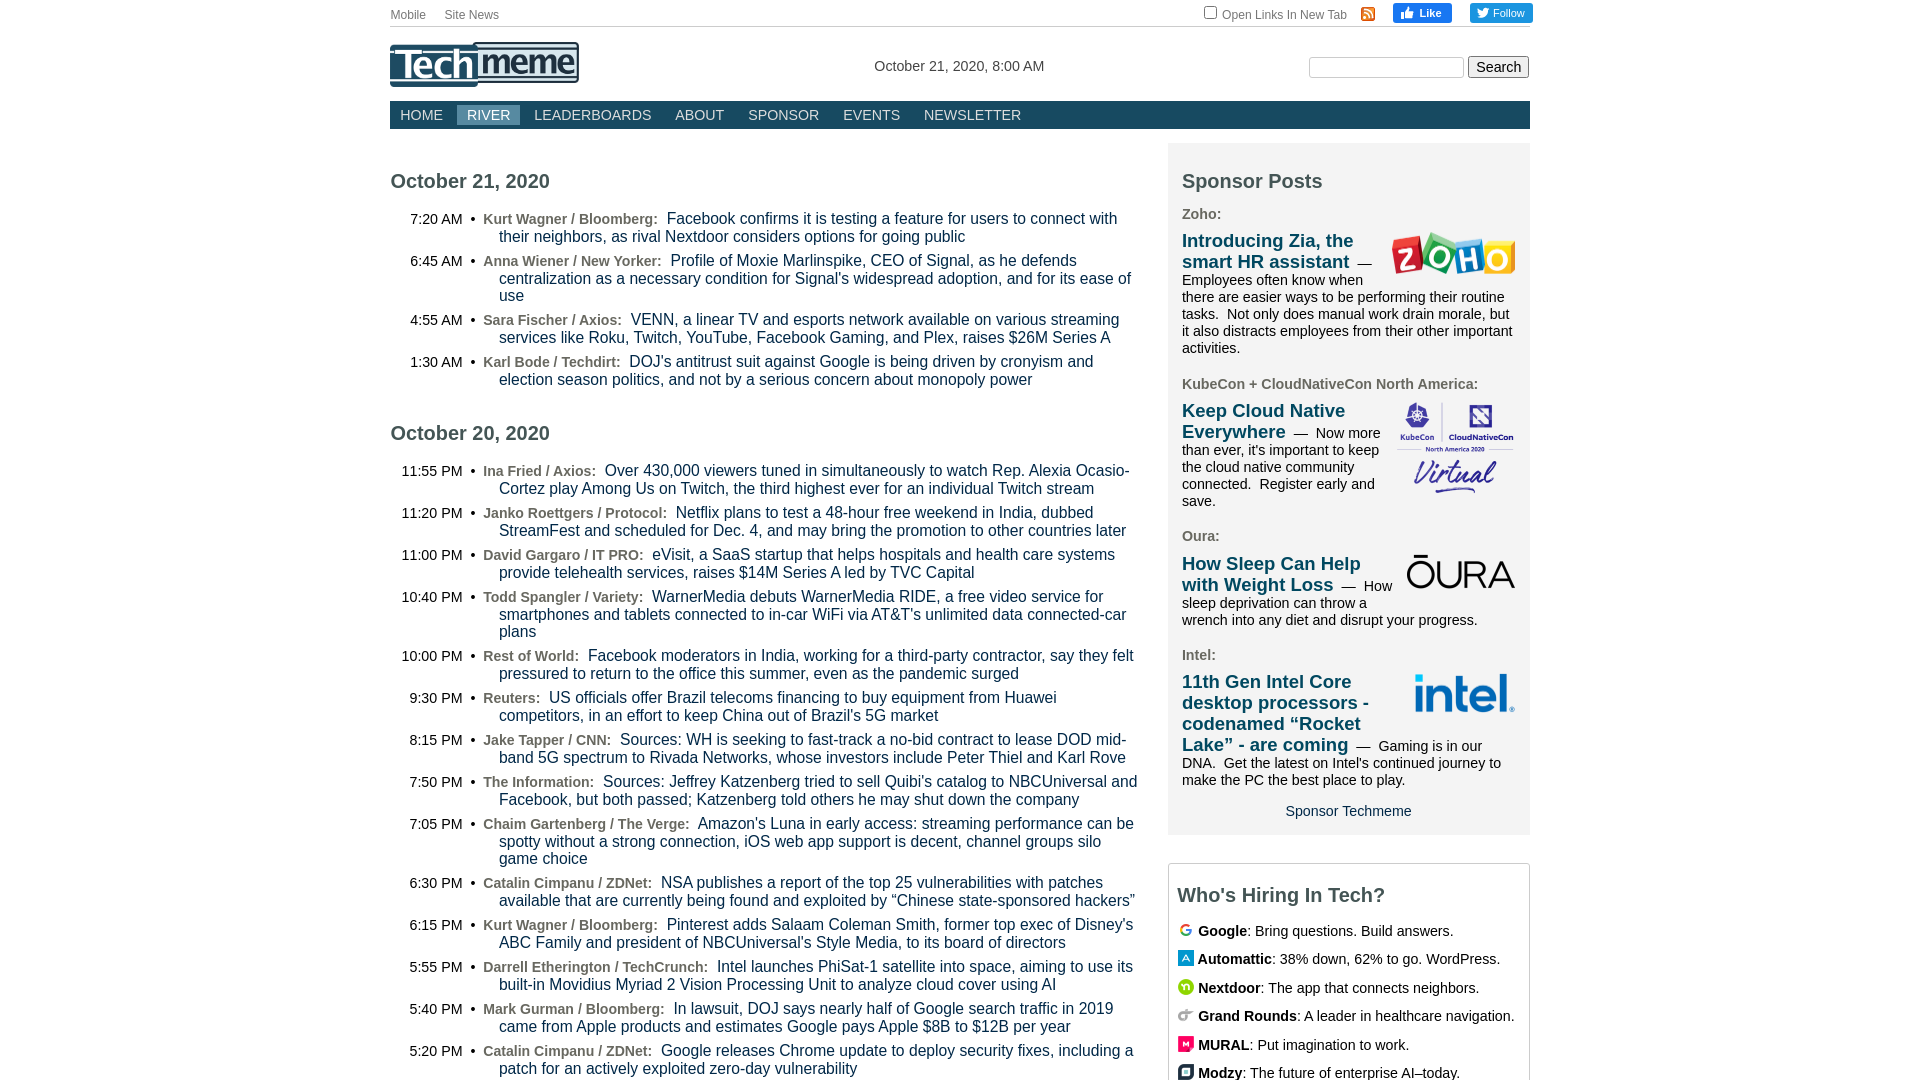 Mobile Site News Open Links In New Tab Like Follow
Techmeme October 21, 2020, 8:00 AM Search
HOME RIVER LEADERBOARDS ABOUT SPONSOR EVENTS NEWSLETTER
October 21, 2020
7:20 AM • Kurt Wagner / Bloomberg: Facebook confirms it is testing a feature for users to connect with
their neighbors, as rival Nextdoor considers options for going public
6:45 AM • Anna Wiener / New Yorker: Profile of Moxie Marlinspike, CEO of Signal, as he defends
centralization as a necessary condition for Signal's widespread adoption, and for its ease of
use
4:55 AM • Sara Fischer / Axios: VENN, a linear TV and esports network available on various streaming
services like Roku, Twitch, YouTube, Facebook Gaming, and Plex, raises $26M Series A
1:30 AM • Karl Bode / Techdirt: DOJ's antitrust suit against Google is being driven by cronyism and
election season politics, and not by a serious concern about monopoly power
October 20, 2020
11:55 PM • Ina Fried / Axios: Over 430,000 viewers tuned in simultaneously to watch Rep. Alexia Ocasio-
Cortez play Among Us on Twitch, the third highest ever for an individual Twitch stream
11:20 PM • Janko Roettgers / Protocol: Netflix plans to test a 48-hour free weekend in India, dubbed
StreamFest and scheduled for Dec. 4, and may bring the promotion to other countries later
11:00 PM • David Gargaro / IT PRO: eVisit, a SaaS startup that helps hospitals and health care systems
provide telehealth services, raises $14M Series A led by TVC Capital
10:40 PM • Todd Spangler / Variety: WarnerMedia debuts WarnerMedia RIDE, a free video service for
smartphones and tablets connected to in-car WiFi via AT&T's unlimited data connected-car
plans
10:00 PM • Rest of World: Facebook moderators in India, working for a third-party contractor, say they felt
pressured to return to the office this summer, even as the pandemic surged
9:30 PM • Reuters: US officials offer Brazil telecoms financing to buy equipment from Huawei
competitors, in an effort to keep China out of Brazil's 5G market
8:15 PM • Jake Tapper / CNN: Sources: WH is seeking to fast-track a no-bid contract to lease DOD mid-
band 5G spectrum to Rivada Networks, whose investors include Peter Thiel and Karl Rove
7:50 PM • The Information: Sources: Jeffrey Katzenberg tried to sell Quibi's catalog to NBCUniversal and
Facebook, but both passed; Katzenberg told others he may shut down the company
7:05 PM • Chaim Gartenberg / The Verge: Amazon's Luna in early access: streaming performance can be
spotty without a strong connection, iOS web app support is decent, channel groups silo
game choice
6:30 PM • Catalin Cimpanu / ZDNet: NSA publishes a report of the top 25 vulnerabilities with patches
available that are currently being found and exploited by “Chinese state-sponsored hackers”
6:15 PM • Kurt Wagner / Bloomberg: Pinterest adds Salaam Coleman Smith, former top exec of Disney's
ABC Family and president of NBCUniversal's Style Media, to its board of directors
5:55 PM • Darrell Etherington / TechCrunch: Intel launches PhiSat-1 satellite into space, aiming to use its
built-in Movidius Myriad 2 Vision Processing Unit to analyze cloud cover using AI
5:40 PM • Mark Gurman / Bloomberg: In lawsuit, DOJ says nearly half of Google search traffic in 2019
came from Apple products and estimates Google pays Apple $8B to $12B per year
5:20 PM • Catalin Cimpanu / ZDNet: Google releases Chrome update to deploy security fixes, including a
patch for an actively exploited zero-day vulnerability
Sponsor Posts
Zoho:
Introducing Zia, the
smart HR assistant —
ZOHO
Employees often know when
there are easier ways to be performing their routine
tasks. Not only does manual work drain morale, but
it also distracts employees from their other important
activities.
KubeCon + CloudNativeCon North America:
Keep Cloud Native
Everywhere — Now more
than ever, it's important to keep
the cloud native community
connected. Register early and
save.
KubeCon CloudNativeCon
North America 2020
Virtual
Oura:
How Sleep Can Help
with Weight Loss — How
ŌURA
sleep deprivation can throw a
wrench into any diet and disrupt your progress.
Intel:
11th Gen Intel Core
desktop processors -
codenamed “Rocket
Lake” - are coming — Gaming is in our
intel.
DNA. Get the latest on Intel's continued journey to
make the PC the best place to play.
Sponsor Techmeme
Who's Hiring In Tech?
Google: Bring questions. Build answers.
Automattic: 38% down, 62% to go. WordPress.
Nextdoor: The app that connects neighbors.
Grand Rounds: A leader in healthcare navigation.
MURAL: Put imagination to work.
Modzy: The future of enterprise AI–today.